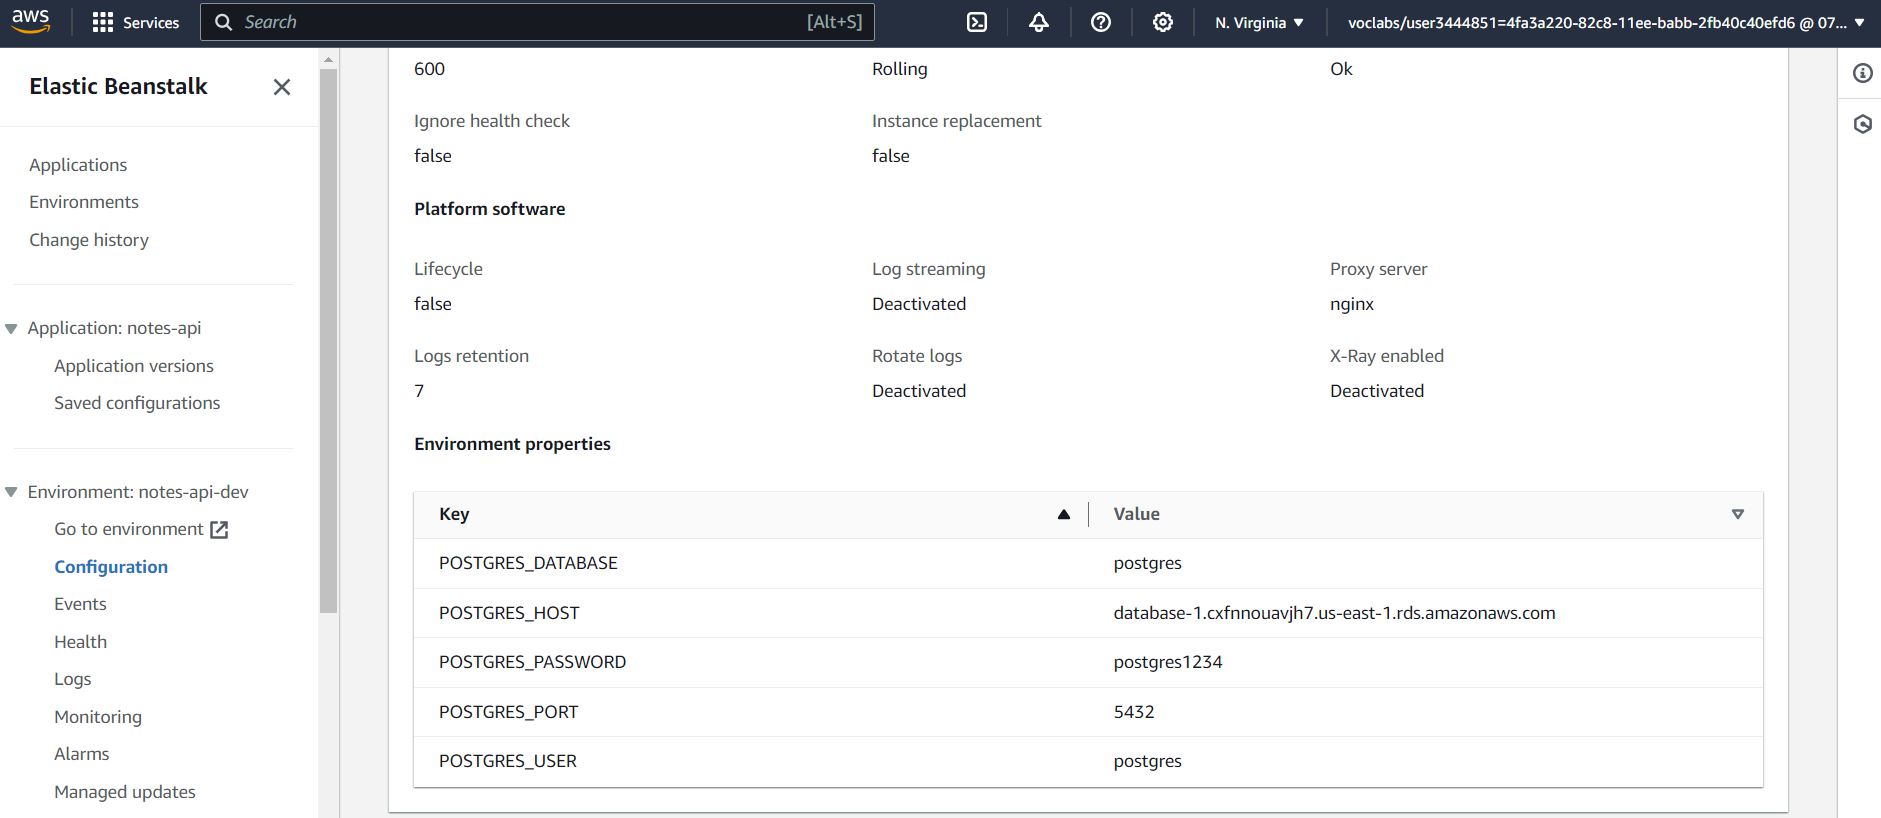 aws Services Search [Alt+S] N. Virginia voclabs/user3444851=4fa3a220-82c8-11ee-babb-2fb40c40efd6 @ 07...
Elastic Beanstalk
Applications
Environments
Change history
Application: notes-api
Application versions
Saved configurations
Environment: notes-api-dev
Go to environment
Configuration
Events
Health
Logs
Monitoring
Alarms
Managed updates
600 Rolling Ok
Ignore health check Instance replacement
false false
Platform software
Lifecycle Log streaming Proxy server
false Deactivated nginx
Logs retention Rotate logs X-Ray enabled
7 Deactivated Deactivated
Environment properties
Key Value
POSTGRES_DATABASE postgres
POSTGRES_HOST database-1.cxfnnouavjh7.us-east-1.rds.amazonaws.com
POSTGRES_PASSWORD postgres1234
POSTGRES_PORT 5432
POSTGRES_USER postgres